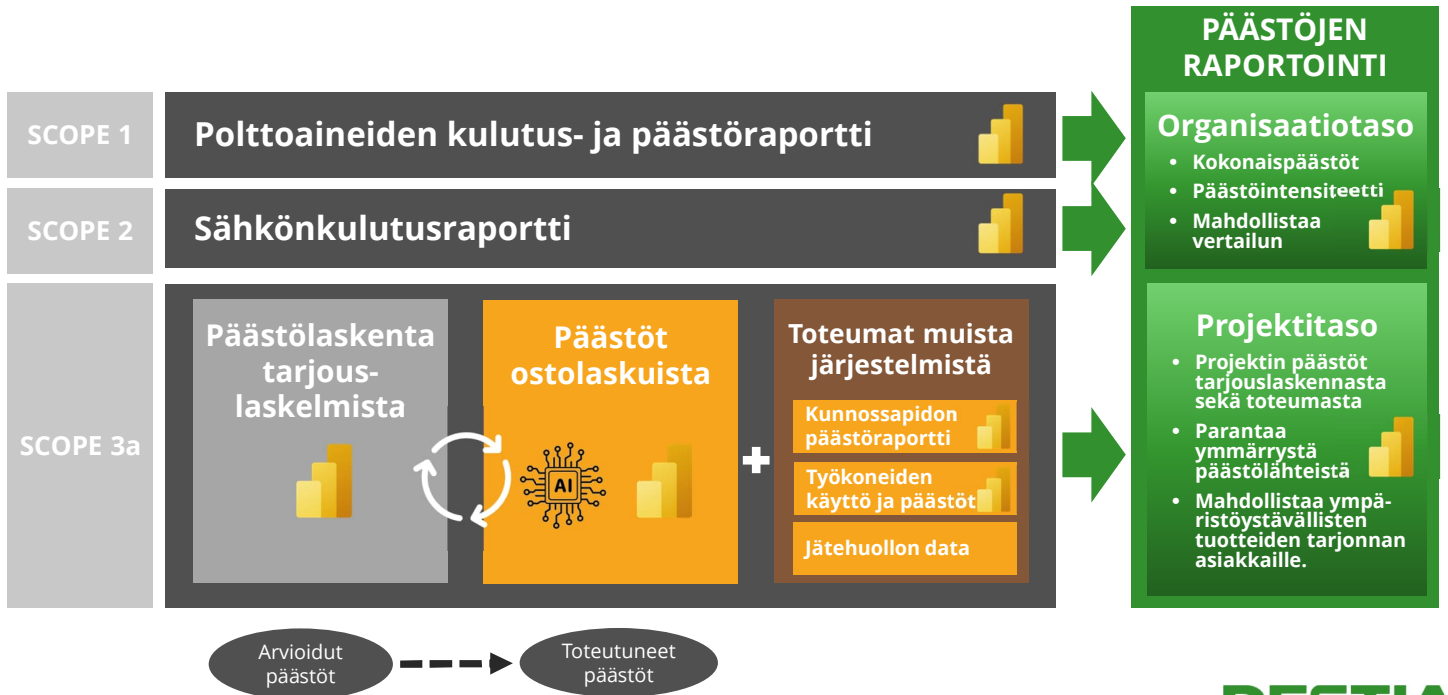 PÄÄSTÖJEN
RAPORTOINTI
SCOPE 1
Polttoaineiden kulutus- ja päästöraportti
Organisaatiotaso
• Kokonaispäästöt
• Päästöintensiteetti
• Mahdollistaa
vertailun
SCOPE 2
Sähkönkulutusraportti
SCOPE 3a
Päästölaskenta
tarjous-
laskelmista
Päästöt
ostolaskuista
AI
Toteumat muista
järjestelmistä
Kunnossapidon
päästöraportti
Työkoneiden
käyttö ja päästöt
Jätehuollon data
Projektitaso
• Projektin päästöt
tarjouslaskennasta
sekä toteumasta
• Parantaa
ymmärrystä
päästölähteistä
• Mahdollistaa ympä-
ristöystävällisten
tuotteiden tarjonnan
asiakkaille.
Arvioidut
päästöt
Toteutuneet
päästöt